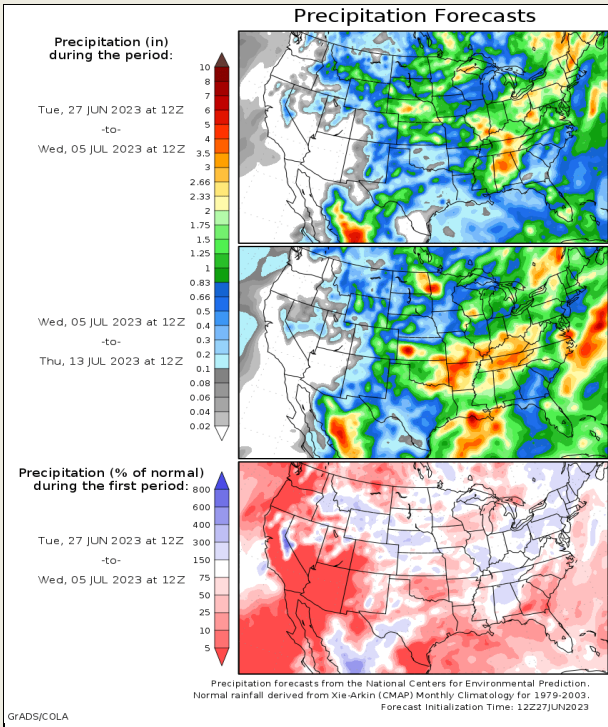 Precipitation Forecasts
Precipitation (in)
during the period:
Tue, 27 JUN 2023 at 12Z
-to-
Wed, 05 JUL 2023 at 12Z
10
8
7
6
5
4
3.5
3
2.66
2.33
2
1.75
1.5
1.25
1
0.83
0.66
0.5
0.4
0.3
0.2
0.1
0.08
0.06
0.04
0.02
Wed, 05 JUL 2023 at 12Z
-to-
Thu, 13 JUL 2023 at 12Z
Precipitation (% of normal)
during the first period:
Tue, 27 JUN 2023 at 12Z
-to-
Wed, 05 JUL 2023 at 12Z
800
600
400
300
150
75
50
25
10
5
Precipitation forecasts from the National Centers for Environmental Prediction.
Normal rainfall derived from Xie-Arkin (CMAP) Monthly Climatology for 1979-2003.
Forecast Initialization Time: 12Z27JUN2023
GrADS/COLA